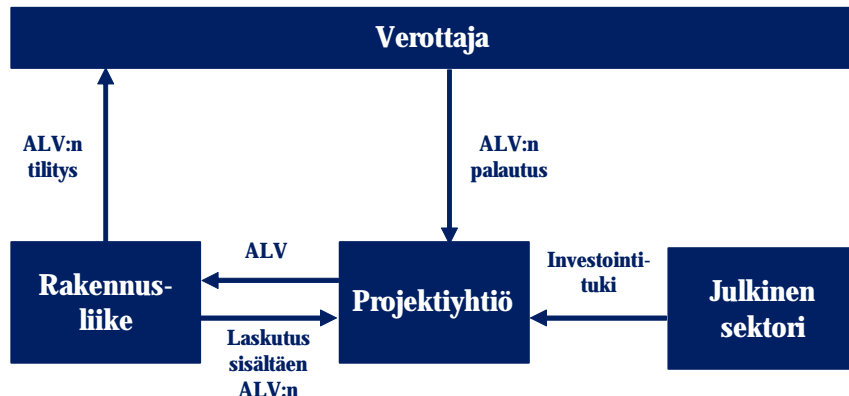 Verottaja
ALV:n
tilitys
ALV:n
palautus
ALV
Investointi-
tuki
Rakennus-
liike
Projektiyhtiö
Julkinen
sektori
Laskutus
sisältäen
ALV:n